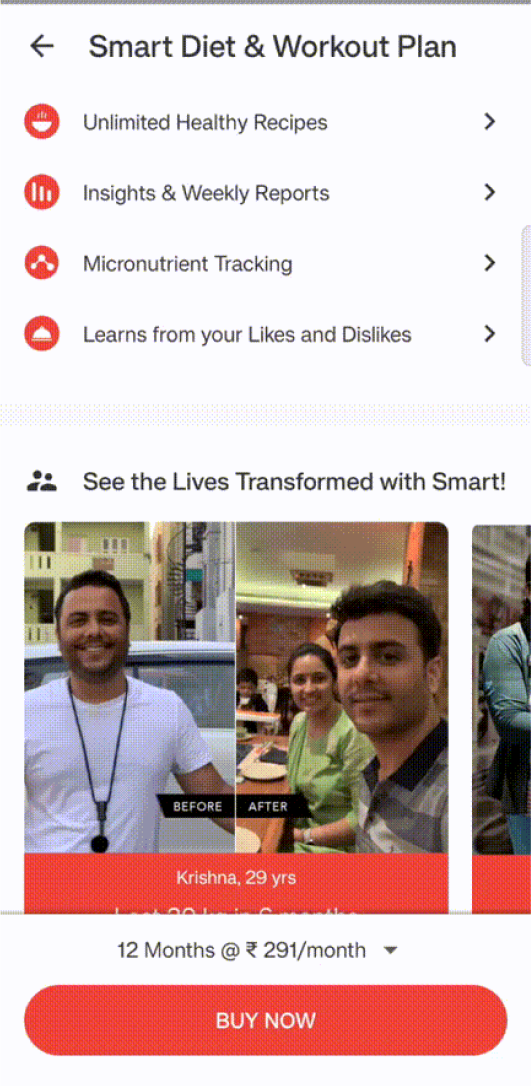 Smart Diet & Workout Plan
Unlimited Healthy Recipes
Insights & Weekly Reports
Micronutrient Tracking
Learns from your Likes and Dislikes
See the Lives Transformed with Smart!
BEFORE AFTER
Krishna, 29 yrs
12 Months @ ₹ 291/month
BUY NOW